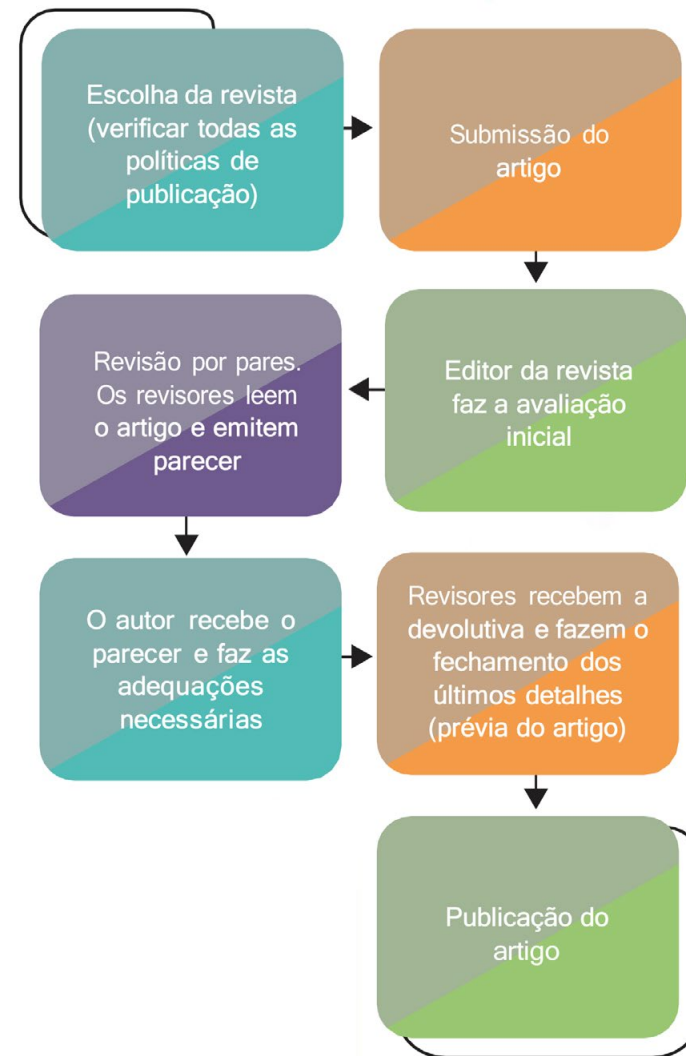 Escolha da revista
(verificar todas as
políticas de
publicação)
Submissão do
artigo
Editor da revista
faz a avaliação
inicial
Revisão por pares.
Os revisores leem
o artigo e emitem
parecer
O autor recebe o
parecer e faz as
adequações
necessárias
Revisores recebem a
devolutiva e fazem o
fechamento dos
últimos detalhes
(prévia do artigo)
Publicação do
artigo